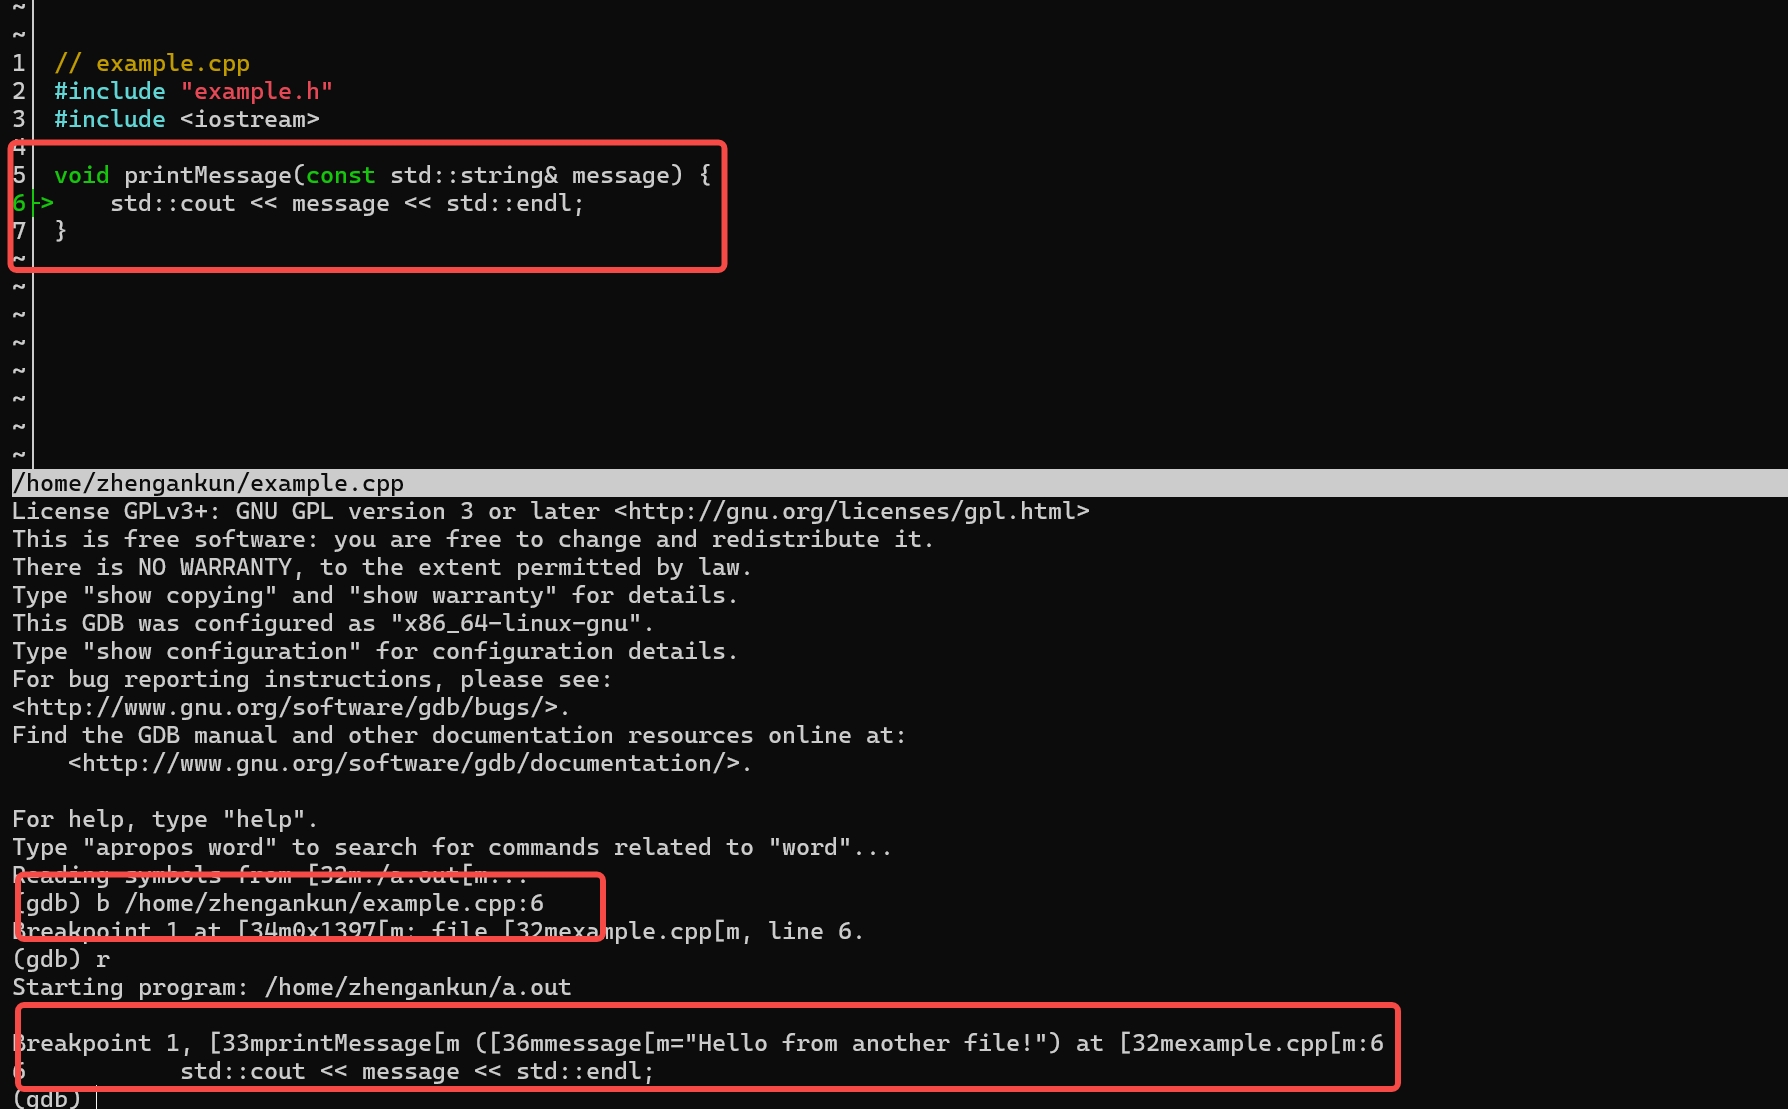 ~
~
1 // example.cpp
2 #include "example.h"
3 #include <iostream>
4
5 void printMessage(const std::string& message) {
6 -> std::cout << message << std::endl;
7 }
~
~
~
~
~
~
~
~
/home/zhengankun/example.cpp
License GPLv3+: GNU GPL version 3 or later <http://gnu.org/licenses/gpl.html>
This is free software: you are free to change and redistribute it.
There is NO WARRANTY, to the extent permitted by law.
Type "show copying" and "show warranty" for details.
This GDB was configured as "x86_64-linux-gnu".
Type "show configuration" for configuration details.
For bug reporting instructions, please see:
<http://www.gnu.org/software/gdb/bugs/>.
Find the GDB manual and other documentation resources online at:
    <http://www.gnu.org/software/gdb/documentation/>.
For help, type "help".
Type "apropos word" to search for commands related to "word"...
Reading symbols from [32m./a.out[m...
(gdb) b /home/zhengankun/example.cpp:6
Breakpoint 1 at [34m0x1397[m: file [32mexample.cpp[m, line 6.
(gdb) r
Starting program: /home/zhengankun/a.out
Breakpoint 1, [33mprintMessage[m ([36mmessage[m="Hello from another file!") at [32mexample.cpp[m:6
6           std::cout << message << std::endl;
(gdb)